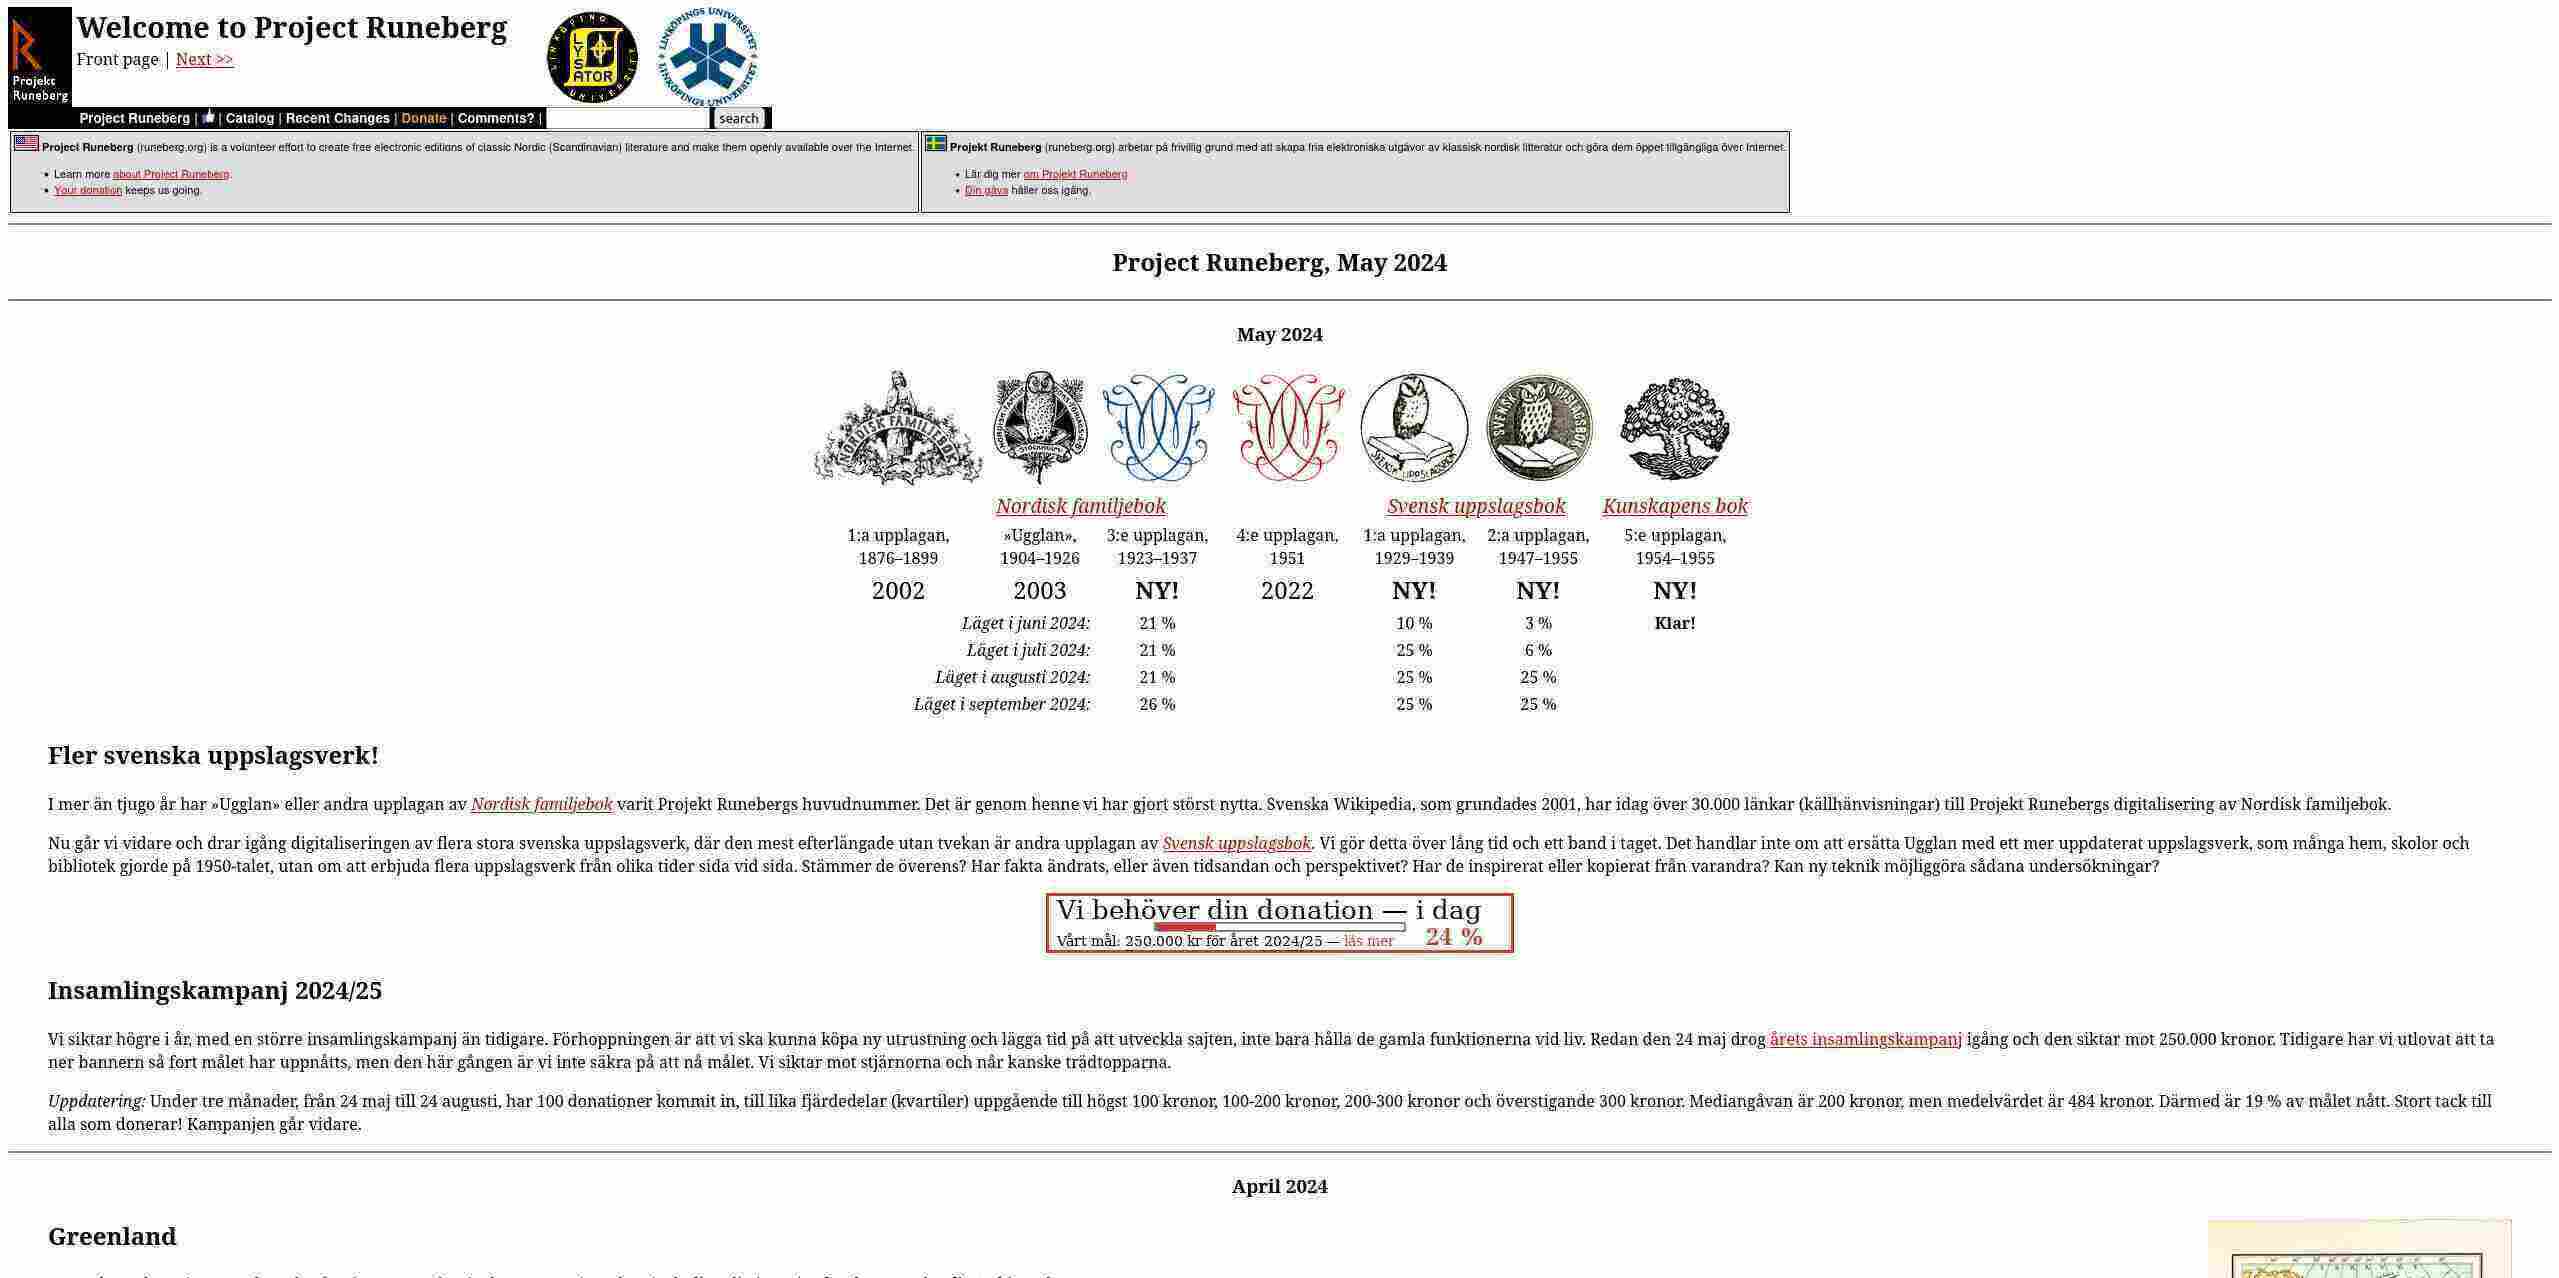 Welcome to Project Runeberg
Front page | Next >>
Projekt
Runeberg
LINKÖPING
LYSATOR
UNIVERSITET
LINKÖPINGS UNIVERSITET
LINKÖPINGS UNIVERSITET
Project Runeberg | | Catalog | Recent Changes | Donate | Comments? | search
Project Runeberg (runeberg.org) is a volunteer effort to create free electronic editions of classic Nordic (Scandinavian) literature and make them openly available over the Internet.
• Learn more about Project Runeberg.
• Your donation keeps us going.
Projekt Runeberg (runeberg.org) arbetar på frivillig grund med att skapa fria elektroniska utgåvor av klassisk nordisk litteratur och göra dem öppet tillgängliga över Internet.
• Lär dig mer om Projekt Runeberg
• Din gåva håller oss igång.
Project Runeberg, May 2024
May 2024
NORDISK FAMILJEBOK
STOCKHOLM
SVENSK UPPSLAGSBOK
SVENSK UPPSLAGSBOK
Nordisk familjebok Svensk uppslagsbok Kunskapens bok
1:a upplagan, »Ugglan», 3:e upplagan, 4:e upplagan, 1:a upplagan, 2:a upplagan, 5:e upplagan,
1876–1899 1904–1926 1923–1937 1951 1929–1939 1947–1955 1954–1955
2002 2003 NY! 2022 NY! NY! NY!
Läget i juni 2024: 21 % 10 % 3 % Klar!
Läget i juli 2024: 21 % 25 % 6 %
Läget i augusti 2024: 21 % 25 % 25 %
Läget i september 2024: 26 % 25 % 25 %
Fler svenska uppslagsverk!
I mer än tjugo år har »Ugglan» eller andra upplagan av Nordisk familjebok varit Projekt Runebergs huvudnummer. Det är genom henne vi har gjort störst nytta. Svenska Wikipedia, som grundades 2001, har idag över 30.000 länkar (källhänvisningar) till Projekt Runebergs digitalisering av Nordisk familjebok.
Nu går vi vidare och drar igång digitaliseringen av flera stora svenska uppslagsverk, där den mest efterlängade utan tvekan är andra upplagan av Svensk uppslagsbok. Vi gör detta över lång tid och ett band i taget. Det handlar inte om att ersätta Ugglan med ett mer uppdaterat uppslagsverk, som många hem, skolor och
bibliotek gjorde på 1950-talet, utan om att erbjuda flera uppslagsverk från olika tider sida vid sida. Stämmer de överens? Har fakta ändrats, eller även tidsandan och perspektivet? Har de inspirerat eller kopierat från varandra? Kan ny teknik möjliggöra sådana undersökningar?
Vi behöver din donation — i dag
Vårt mål: 250.000 kr för året 2024/25 — läs mer 24 %
Insamlingskampanj 2024/25
Vi siktar högre i år, med en större insamlingskampanj än tidigare. Förhoppningen är att vi ska kunna köpa ny utrustning och lägga tid på att utveckla sajten, inte bara hålla de gamla funktionerna vid liv. Redan den 24 maj drog årets insamlingskampanj igång och den siktar mot 250.000 kronor. Tidigare har vi utlovat att ta
ner bannern så fort målet har uppnåtts, men den här gången är vi inte säkra på att nå målet. Vi siktar mot stjärnorna och når kanske trädtopparna.
Uppdatering: Under tre månader, från 24 maj till 24 augusti, har 100 donationer kommit in, till lika fjärdedelar (kvartiler) uppgående till högst 100 kronor, 100-200 kronor, 200-300 kronor och överstigande 300 kronor. Mediangåvan är 200 kronor, men medelvärdet är 484 kronor. Därmed är 19 % av målet nått. Stort tack till
alla som donerar! Kampanjen går vidare.
April 2024
Greenland